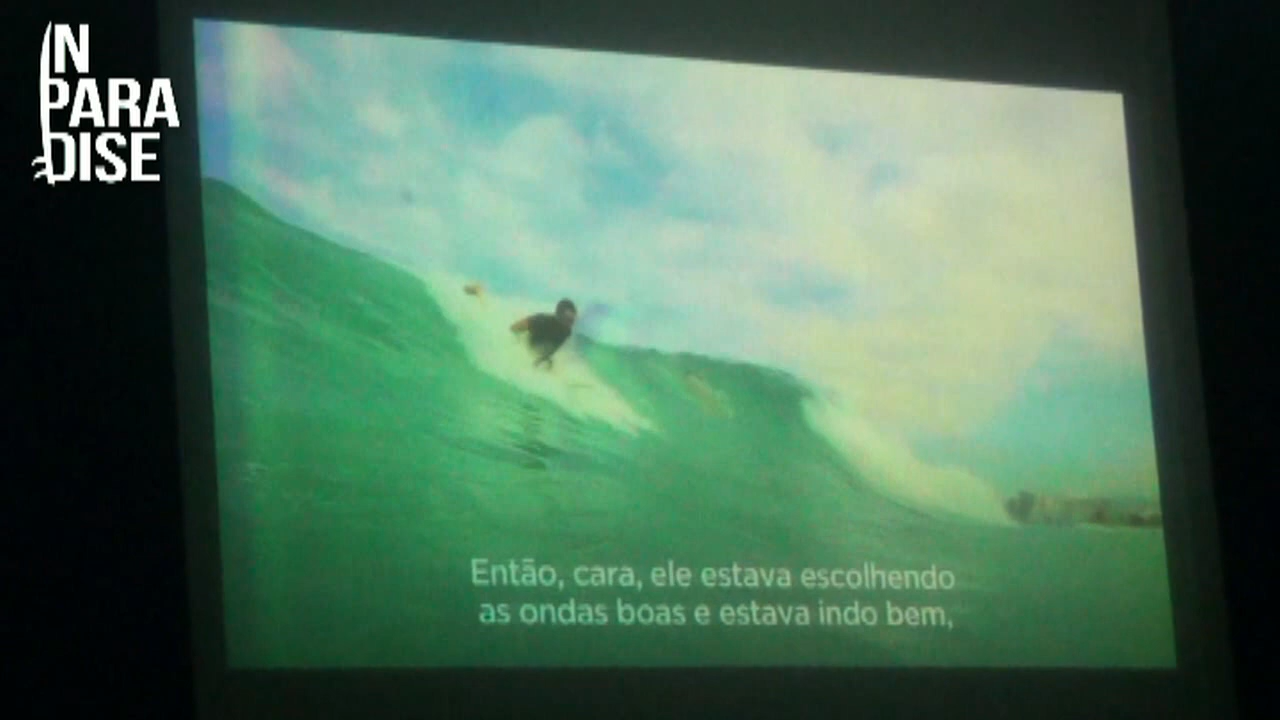 IN
PARA
DISE
Então, cara, ele estava escolhendo
as ondas boas e estava indo bem,